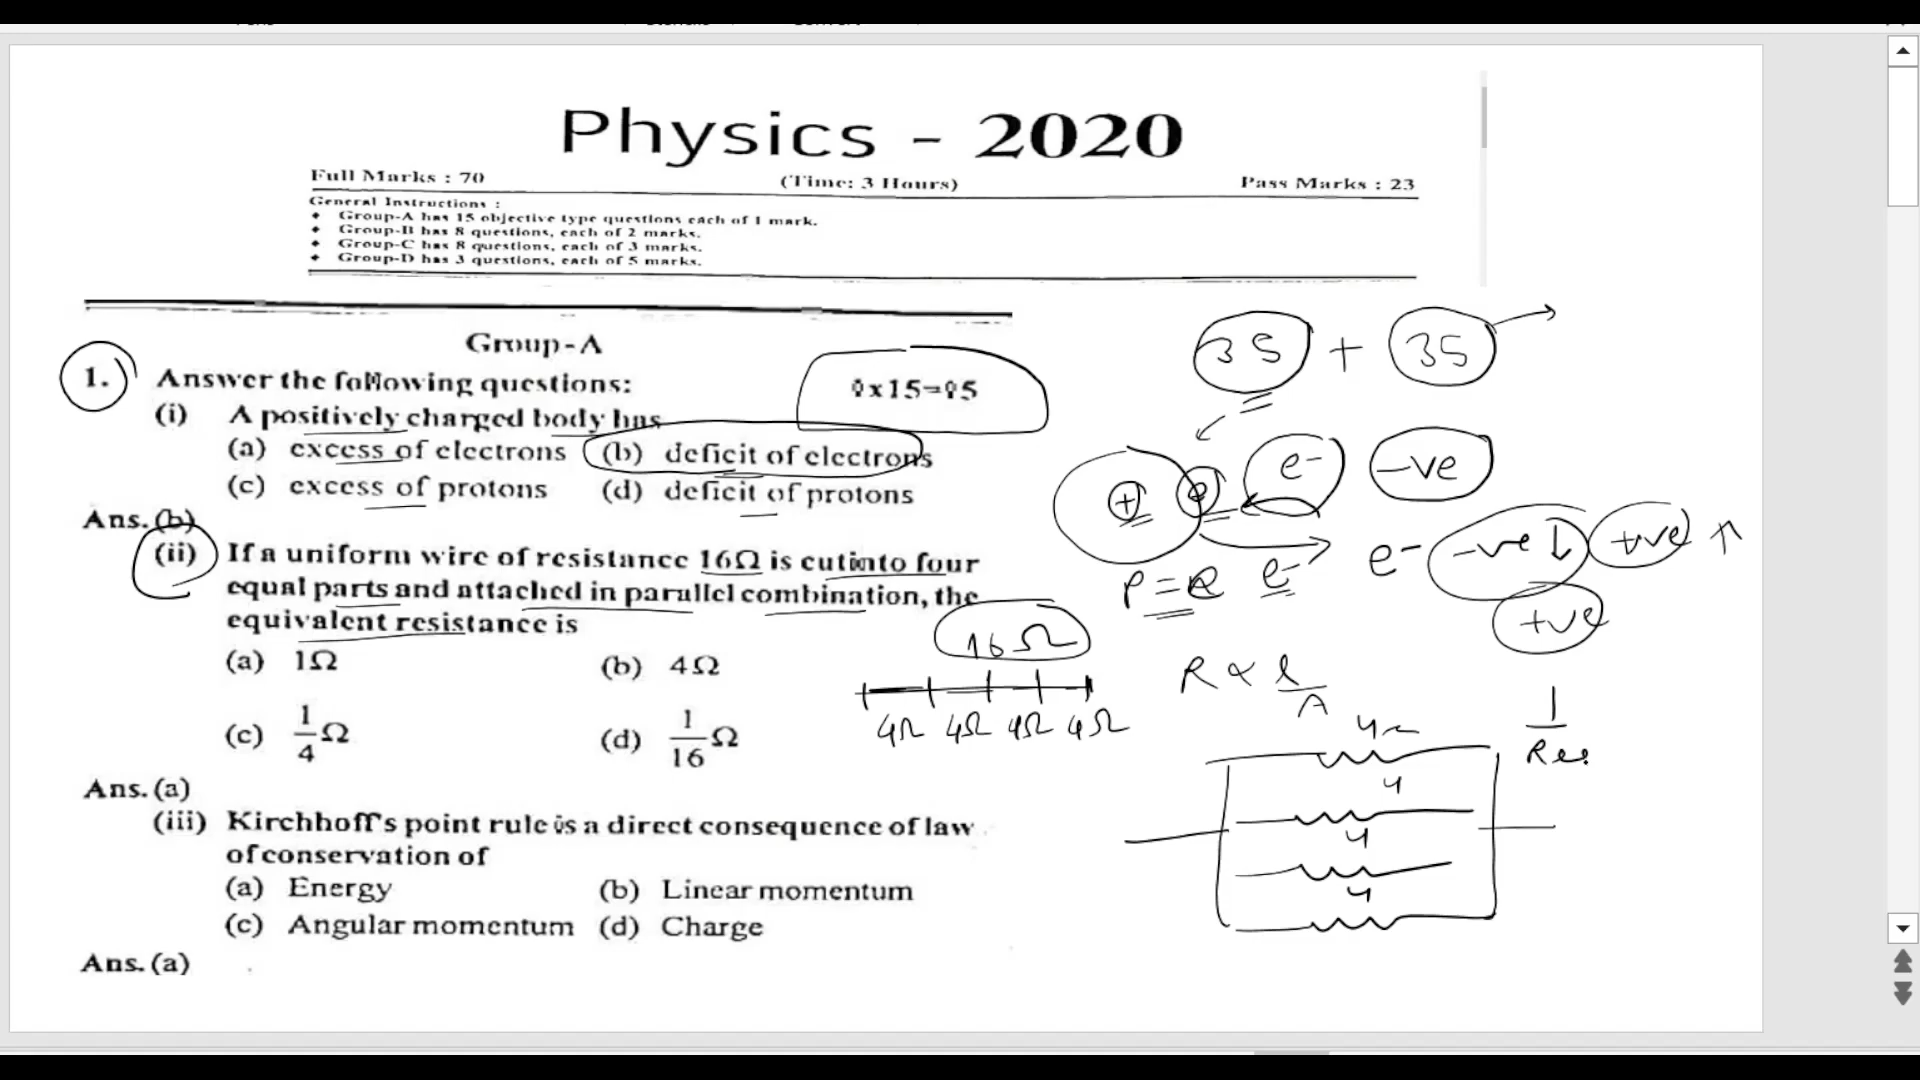 Physics - 2020
Full Marks : 70 (Time: 3 Hours) Pass Marks : 23
General Instructions :
Group-A has 15 objective type questions each of 1 mark.
Group-B has 8 questions, each of 2 marks.
Group-C has 8 questions, each of 3 marks.
Group-D has 3 questions, each of 5 marks.
35 + 35
Group-A
1. Answer the following questions:
x15=
(i) A positively charged body has
(a) excess of electrons (b) deficit of electrons
(c) excess of protons (d) deficit of protons
Ans. (b)
+ e e- -ve
e- -ve ↓ +ve ↑
P = e e-
+ve
(ii) If a uniform wire of resistance 16Ω is cut into four
equal parts and attached in parallel combination, the
equivalent resistance is
(a) 1Ω (b) 4Ω
(c) 1/4 Ω (d) 1/16 Ω
16Ω
4Ω 4Ω 4Ω 4Ω
R ∝ l/A
4
4
4
4
Ans. (a)
(iii) Kirchhoff's point rule is a direct consequence of law
of conservation of
(a) Energy (b) Linear momentum
(c) Angular momentum (d) Charge
Ans. (a)